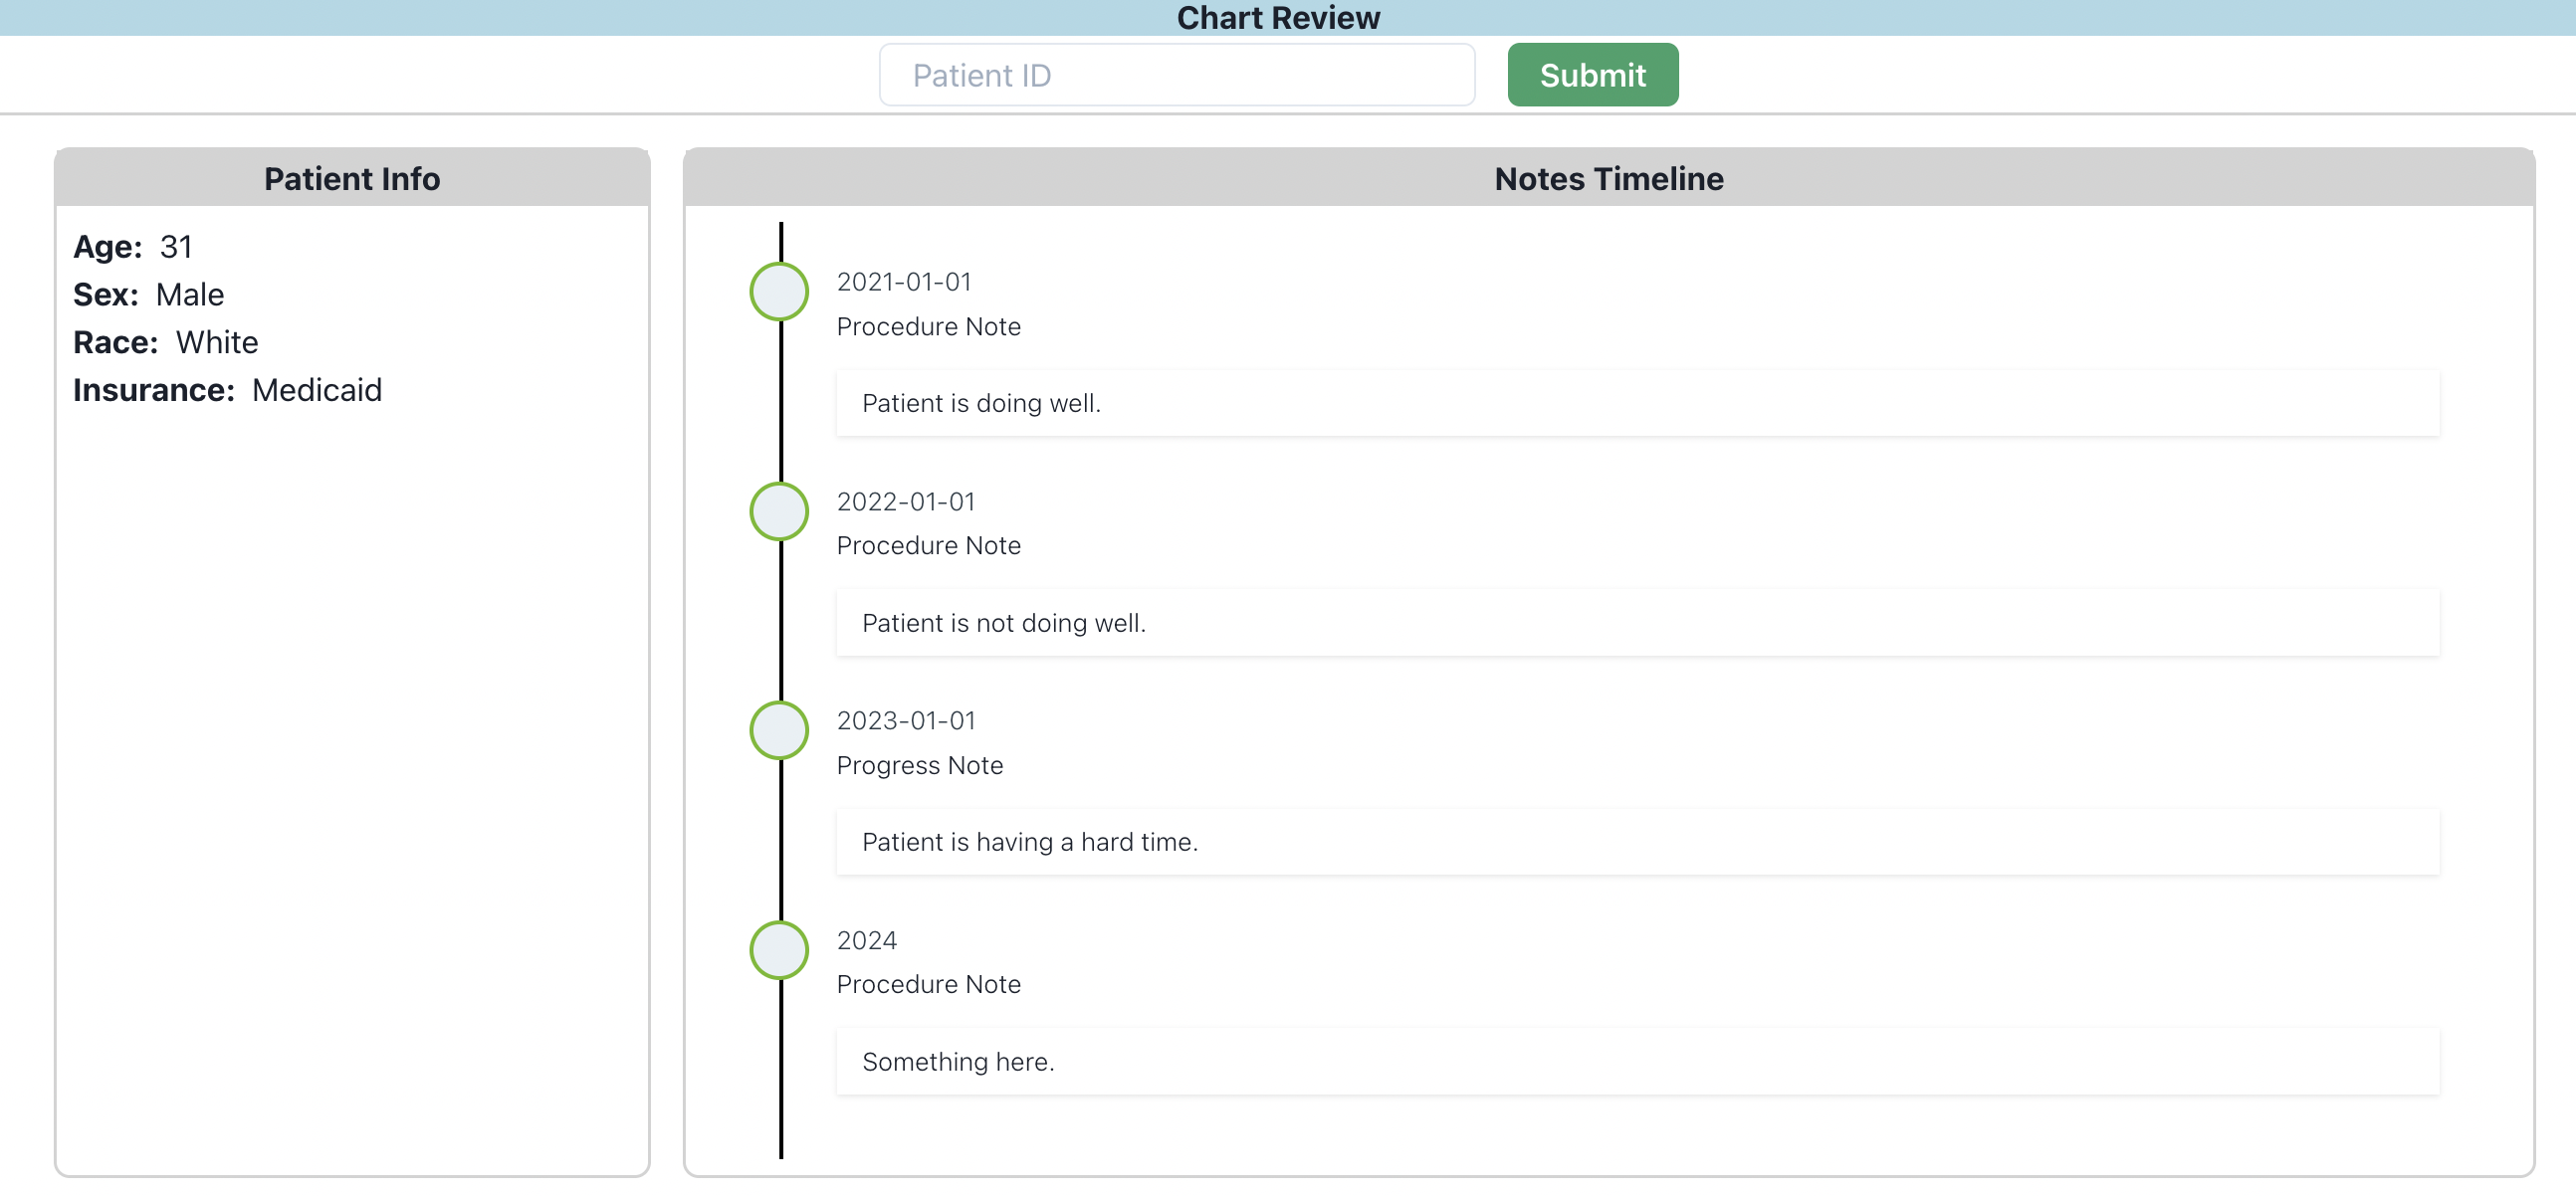 Chart Review
Patient ID
Submit
Patient Info
Age: 31
Sex: Male
Race: White
Insurance: Medicaid
Notes Timeline
2021-01-01
Procedure Note
Patient is doing well.
2022-01-01
Procedure Note
Patient is not doing well.
2023-01-01
Progress Note
Patient is having a hard time.
2024
Procedure Note
Something here.